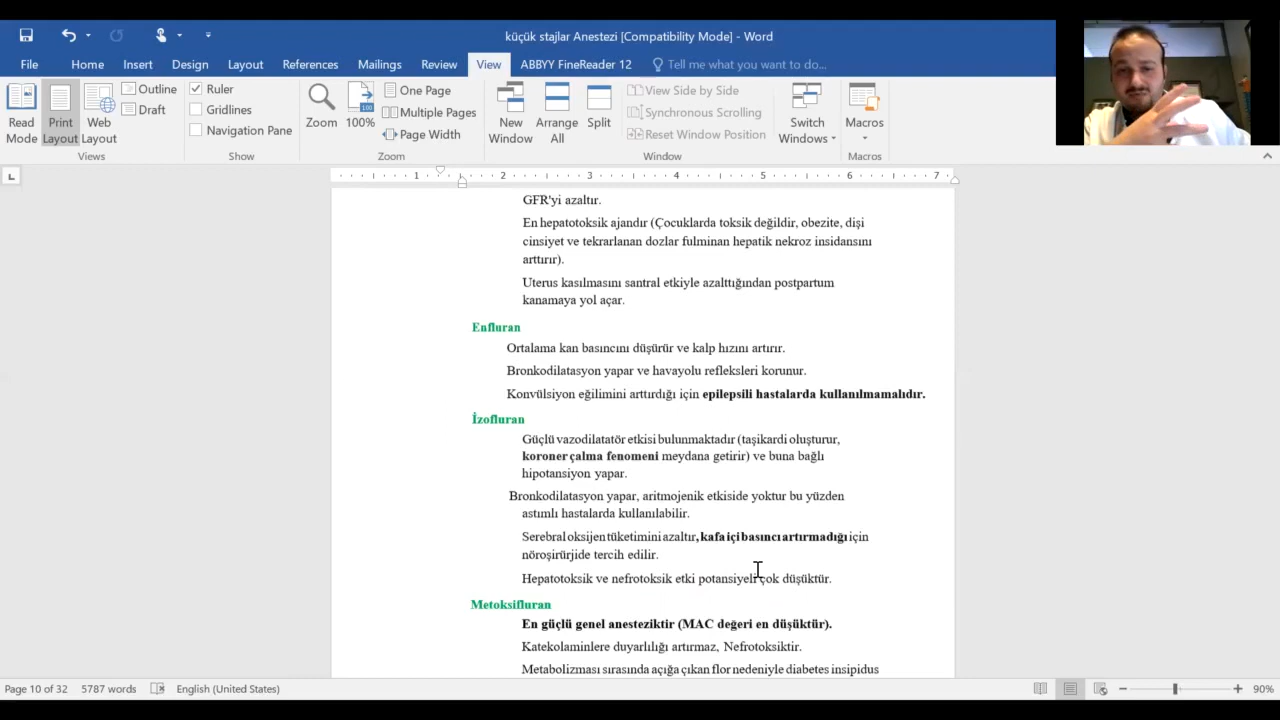 küçük stajlar Anestezi [Compatibility Mode] - Word
File Home Insert Design Layout References Mailings Review View ABBYY FineReader 12 Tell me what you want to do...
Read Mode
Print Layout
Web Layout
Outline
Draft
Views
Ruler
Gridlines
Navigation Pane
Show
Zoom
100%
One Page
Multiple Pages
Page Width
Zoom
New Window
Arrange All
Split
View Side by Side
Synchronous Scrolling
Reset Window Position
Window
Switch Windows
Macros
Macros
1 1 2 3 4 5 6 7
GFR'yi azaltır.
En hepatotoksik ajandır (Çocuklarda toksik değildir, obezite, dişi
cinsiyet ve tekrarlanan dozlar fulminan hepatik nekroz insidansını
arttırır).
Uterus kasılmasını santral etkiyle azalttığından postpartum
kanamaya yol açar.
Enfluran
Ortalama kan basıncını düşürür ve kalp hızını artırır.
Bronkodilatasyon yapar ve havayolu refleksleri korunur.
Konvülsiyon eğilimini arttırdığı için epilepsili hastalarda kullanılmamalıdır.
İzofluran
Güçlü vazodilatatör etkisi bulunmaktadır (taşikardi oluşturur,
koroner çalma fenomeni meydana getirir) ve buna bağlı
hipotansiyon yapar.
Bronkodilatasyon yapar, aritmojenik etkiside yoktur bu yüzden
astımlı hastalarda kullanılabilir.
Serebral oksijen tüketimini azaltır, kafa içi basıncı artırmadığı için
nöroşirürjide tercih edilir.
Hepatotoksik ve nefrotoksik etki potansiyeli çok düşüktür.
Metoksifluran
En güçlü genel anesteziktir (MAC değeri en düşüktür).
Katekolaminlere duyarlılığı artırmaz, Nefrotoksiktir.
Metabolizması sırasında açığa çıkan flor nedeniyle diabetes insipidus
Page 10 of 32 5787 words English (United States) 90%